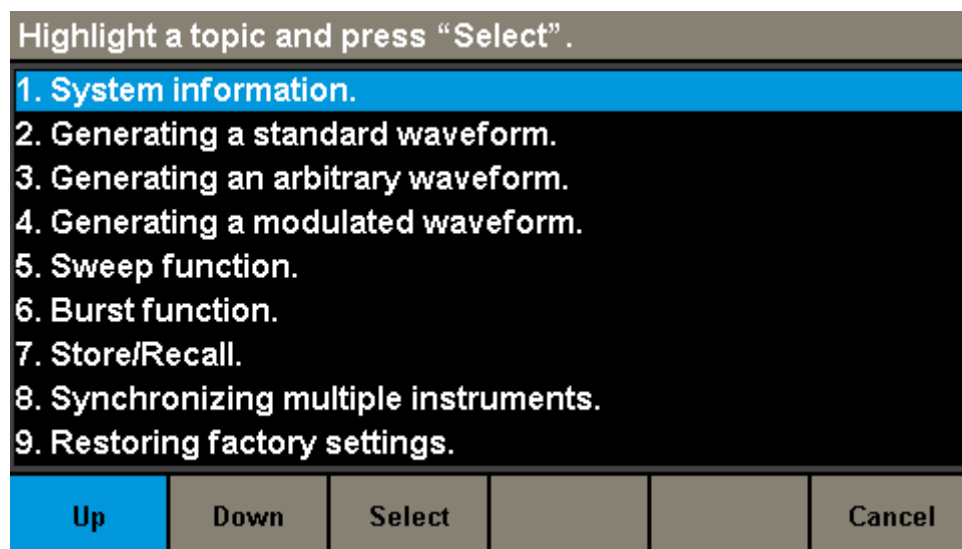 Highlight a topic and press “Select”.
1. System information.
2. Generating a standard waveform.
3. Generating an arbitrary waveform.
4. Generating a modulated waveform.
5. Sweep function.
6. Burst function.
7. Store/Recall.
8. Synchronizing multiple instruments.
9. Restoring factory settings.
Up Down Select Cancel